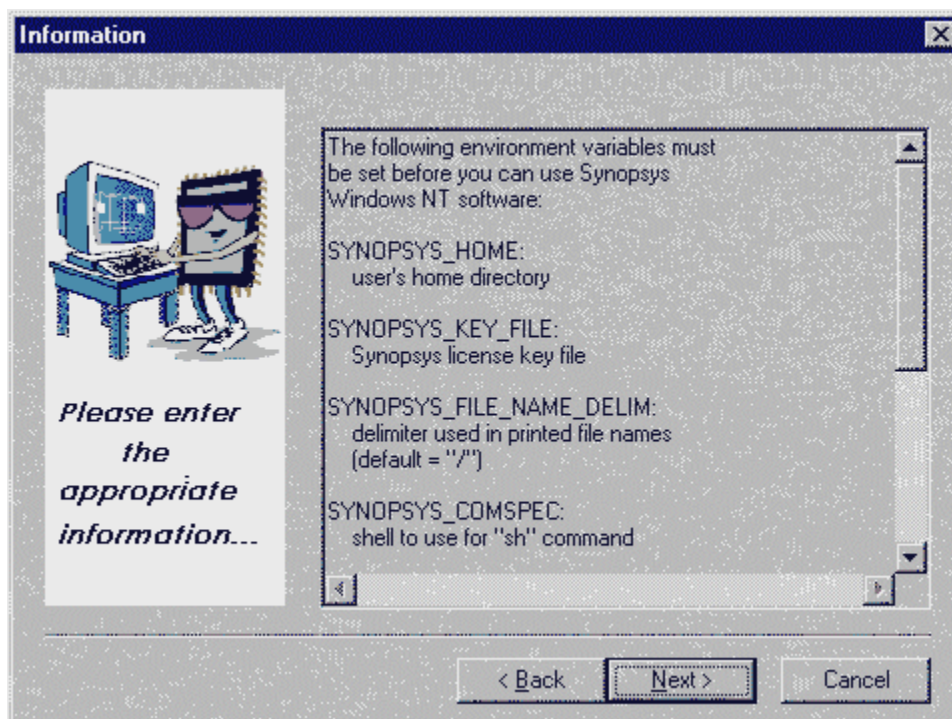 Information
Please enter
the
appropriate
information...
The following environment variables must
be set before you can use Synopsys
Windows NT software:
SYNOPSYS_HOME:
user's home directory
SYNOPSYS_KEY_FILE:
Synopsys license key file
SYNOPSYS_FILE_NAME_DELIM:
delimiter used in printed file names
(default = "/")
SYNOPSYS_COMSPEC:
shell to use for "sh" command
< Back
Next >
Cancel